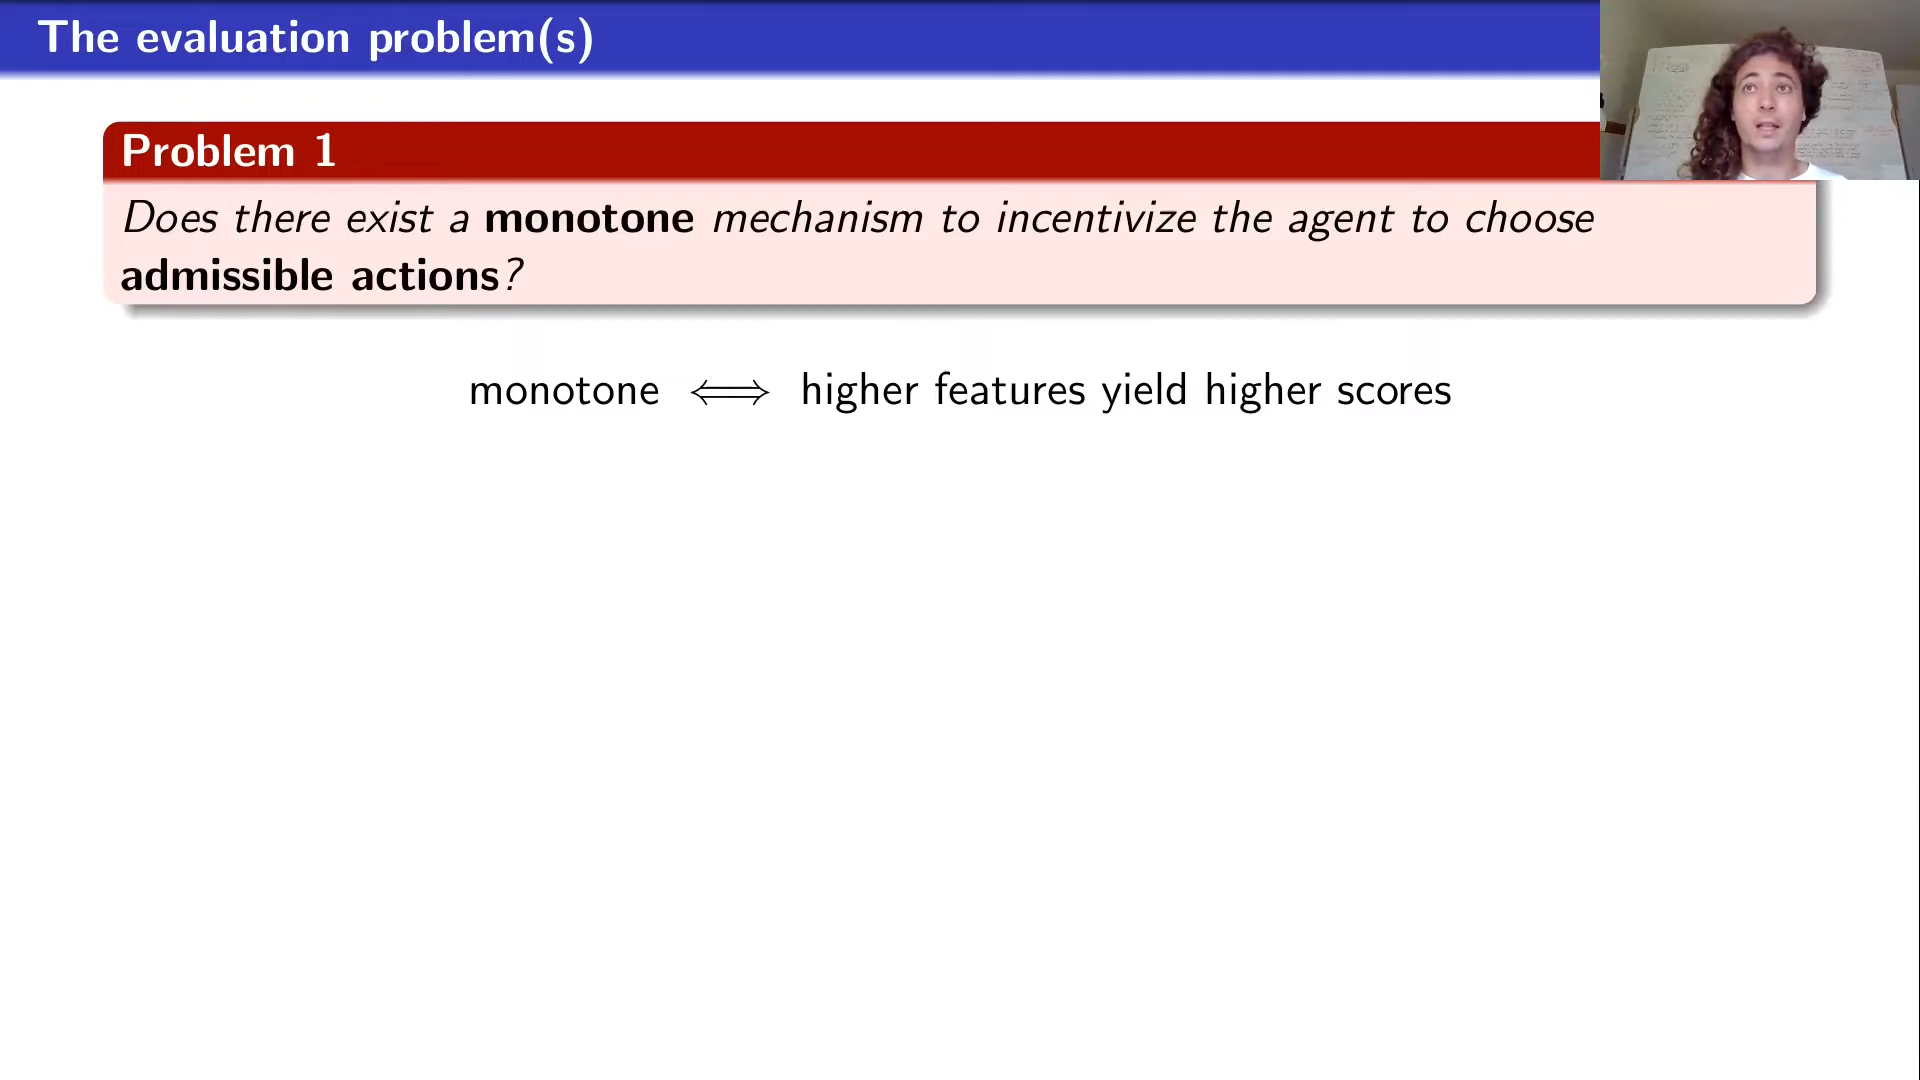 The evaluation problem(s)
Problem 1
Does there exist a monotone mechanism to incentivize the agent to choose
admissible actions?
monotone ⟺ higher features yield higher scores